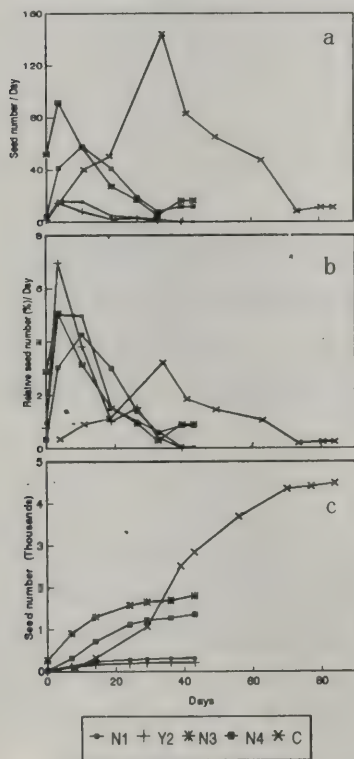 160
a
120
80
40
0
Seed number / Day
8
b
6
4
2
0
Relative seed number (%) / Day
5
c
4
3
2
1
0
Seed number (Thousands)
0 20 40 60 80
Days
N1 Y2 N3 N4 C